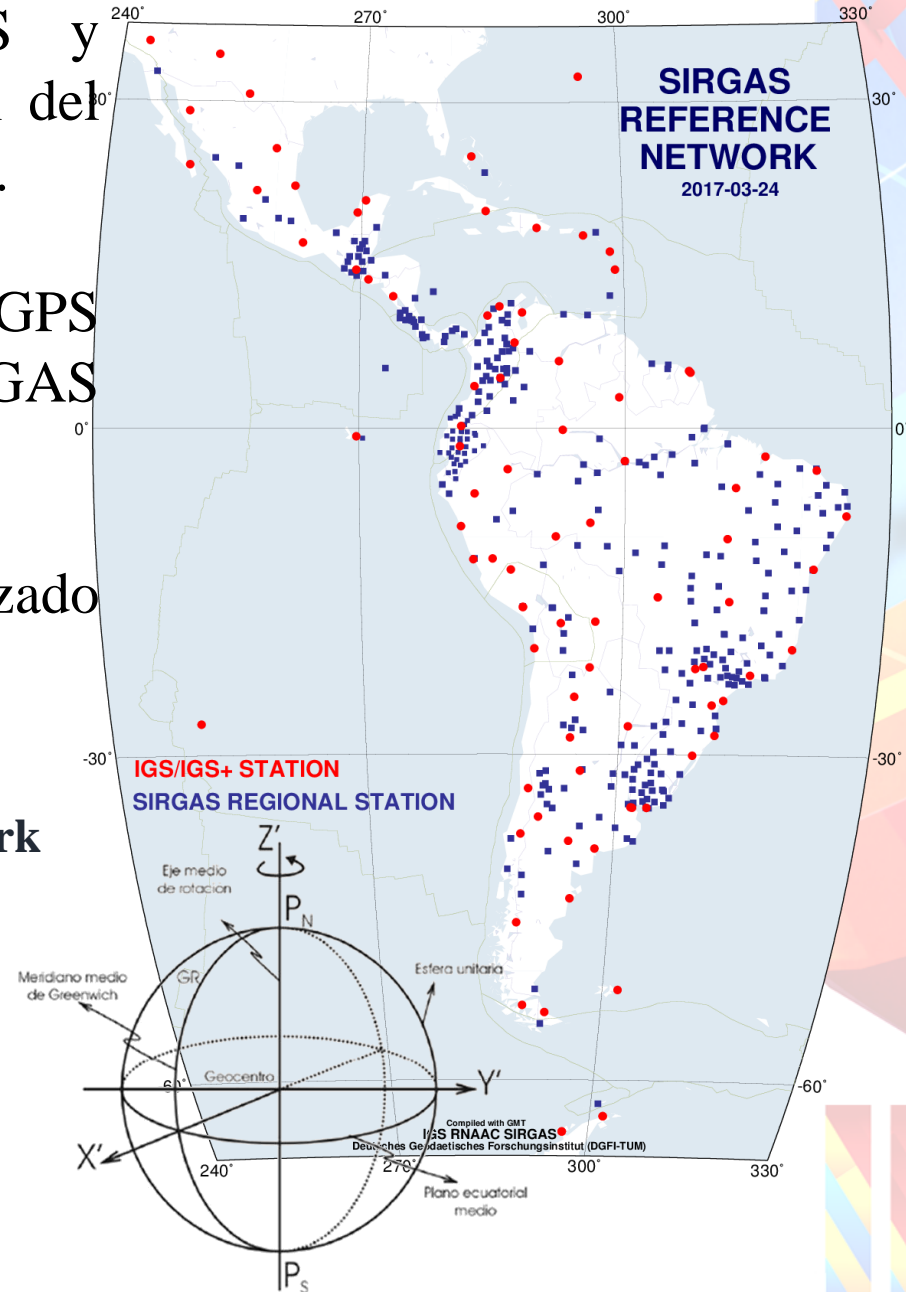 S y
del
.
GPS
GAS
zado
rk
240° 270° 300° 330°
30° 30°
SIRGAS
REFERENCE
NETWORK
2017-03-24
0° 0
-30° -30°
IGS/IGS+ STATION
SIRGAS REGIONAL STATION
Z'
Eje medio
de rotacion
P_N
GR
Esfera unitaria
Meridiano medio
de Greenwich
Geocentro
Y'
-60°
X'
Compiled with GMT
IGS RNAAC SIRGAS
Deutsches Geodaetisches Forschungsinstitut (DGFI-TUM)
240° 270° 300° 330°
Plano ecuatorial
medio
P_S